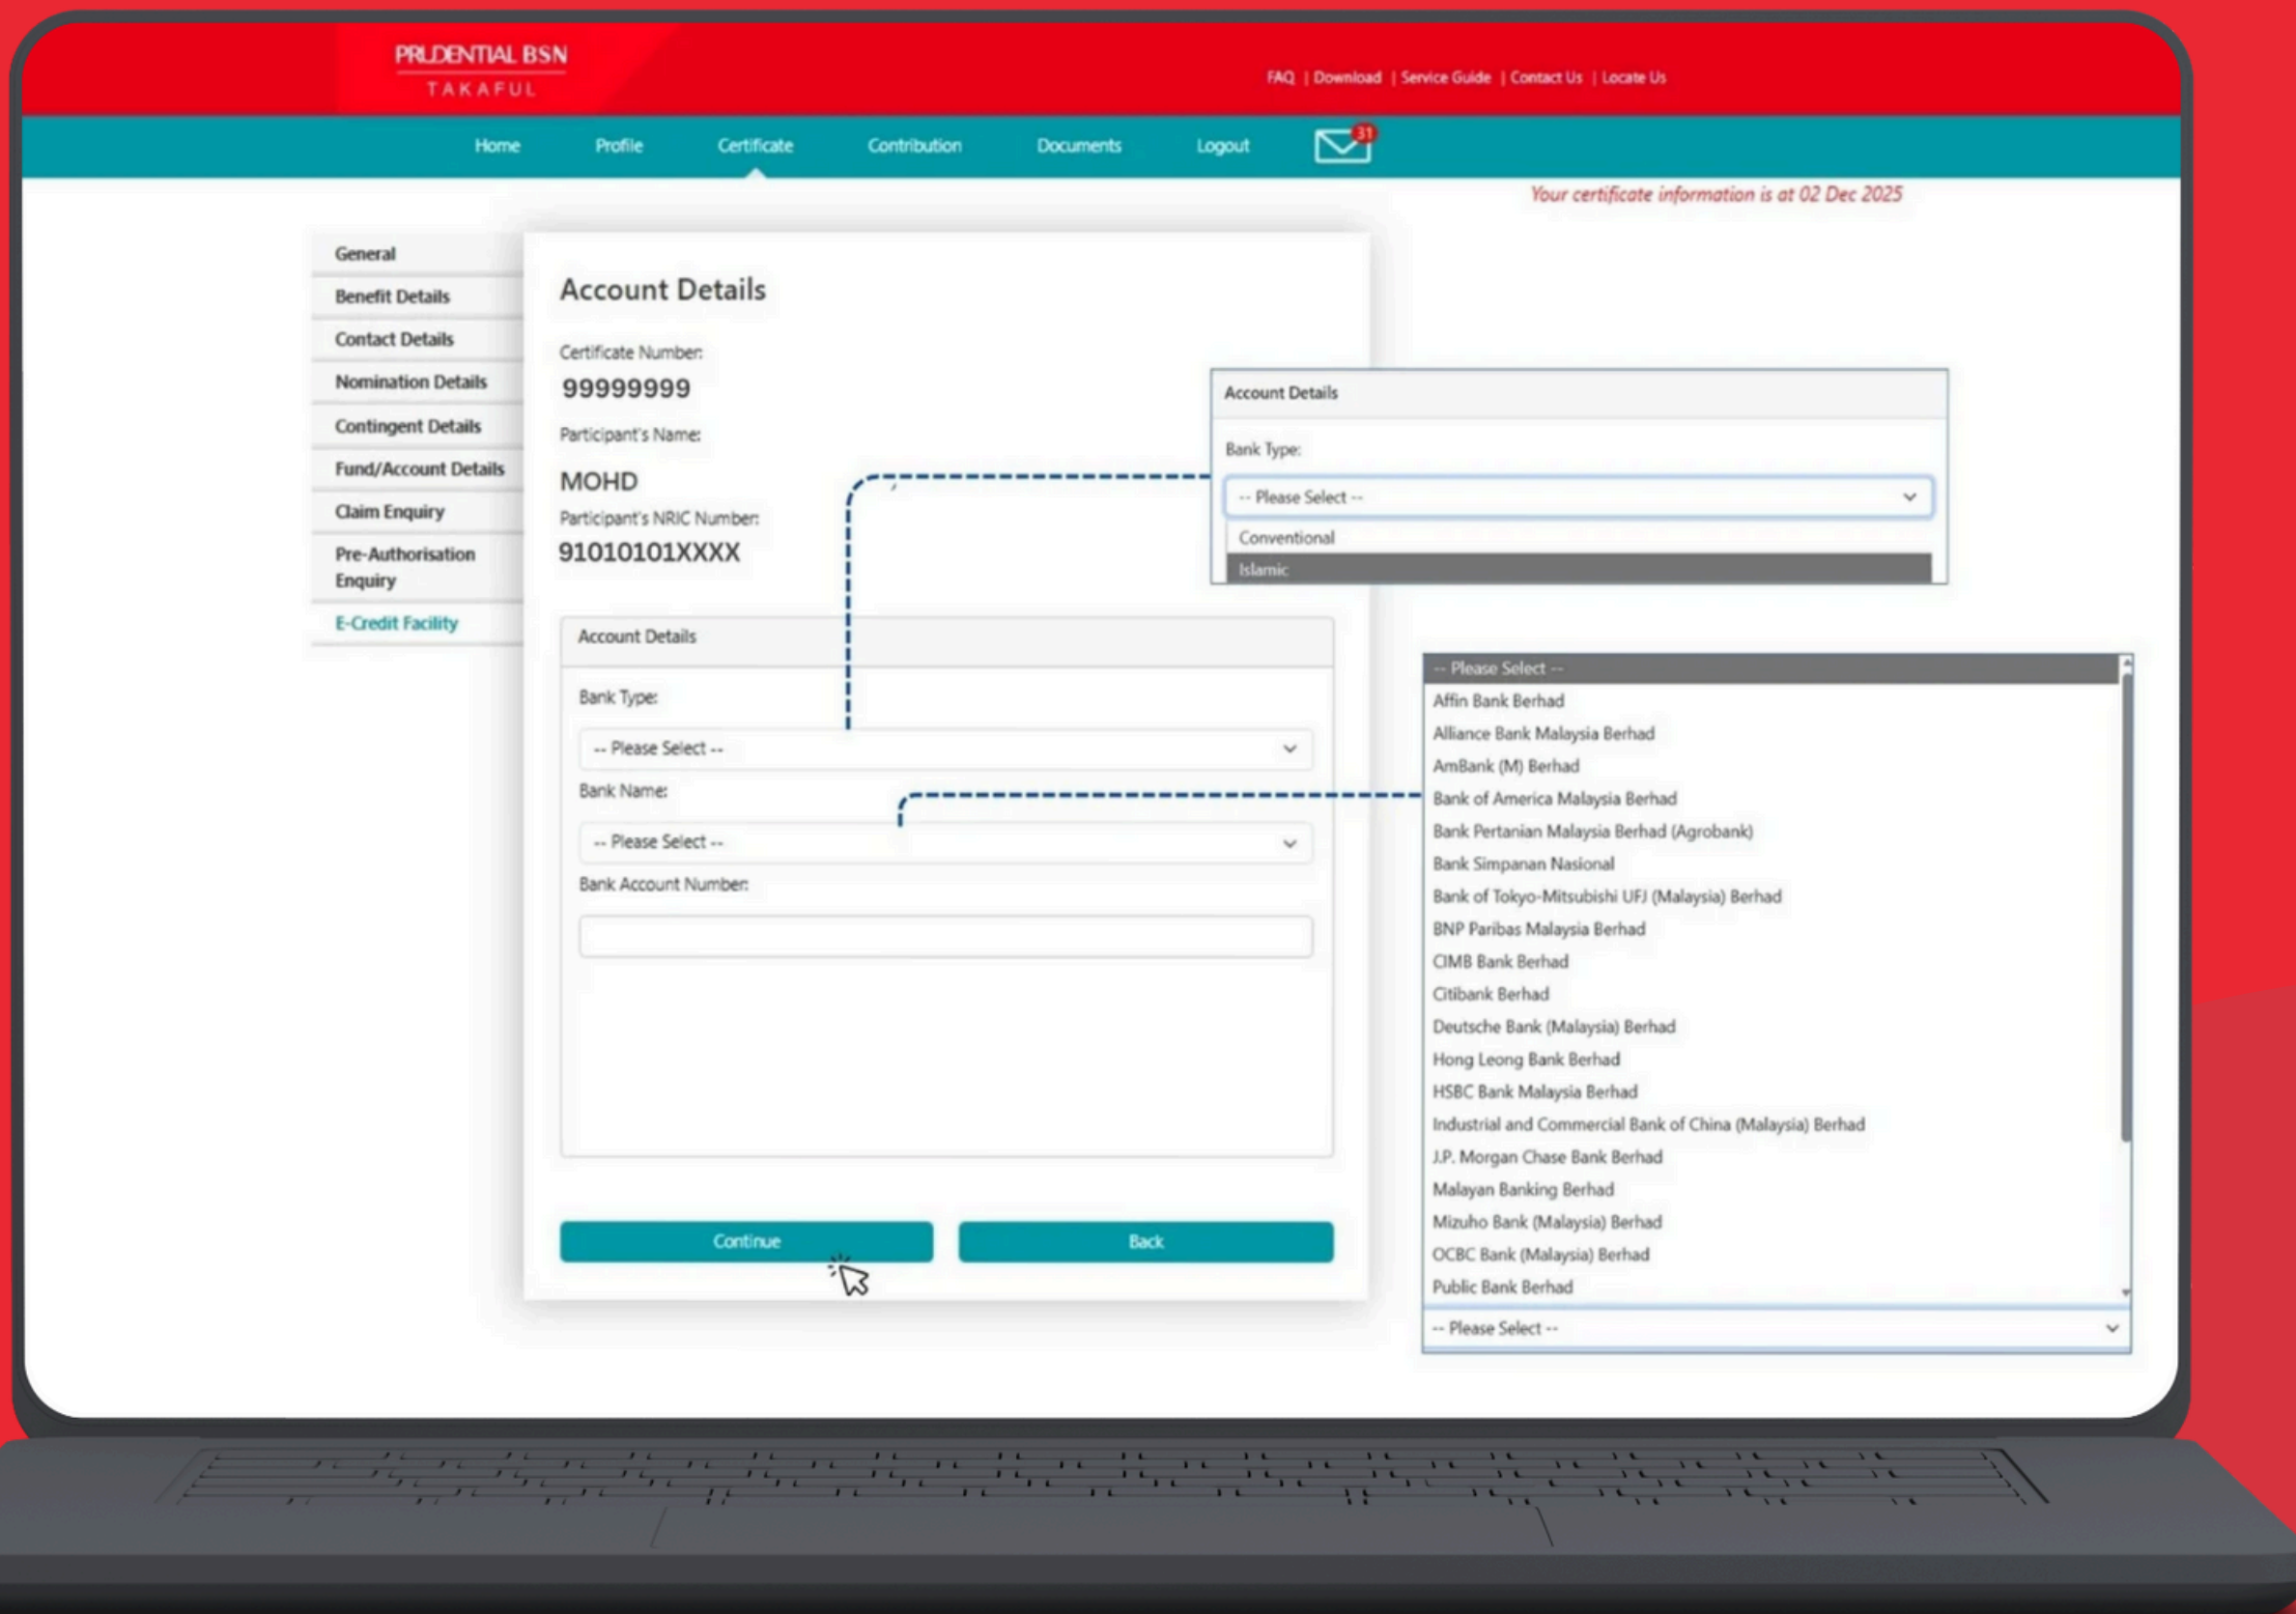 PRUDENTIAL BSN
TAKAFUL
FAQ | Download | Service Guide | Contact Us | Locate Us
Home Profile Certificate Contribution Documents Logout 31
Your certificate information is at 02 Dec 2025
General
Benefit Details
Contact Details
Nomination Details
Contingent Details
Fund/Account Details
Claim Enquiry
Pre-Authorisation
Enquiry
E-Credit Facility
Account Details
Certificate Number:
99999999
Participant's Name:
MOHD
Participant's NRIC Number:
91010101XXXX
Account Details
Bank Type:
-- Please Select --
Bank Name:
-- Please Select --
Bank Account Number:
Continue
Back
Account Details
Bank Type:
-- Please Select --
Conventional
Islamic
-- Please Select --
Affin Bank Berhad
Alliance Bank Malaysia Berhad
AmBank (M) Berhad
Bank of America Malaysia Berhad
Bank Pertanian Malaysia Berhad (Agrobank)
Bank Simpanan Nasional
Bank of Tokyo-Mitsubishi UFJ (Malaysia) Berhad
BNP Paribas Malaysia Berhad
CIMB Bank Berhad
Citibank Berhad
Deutsche Bank (Malaysia) Berhad
Hong Leong Bank Berhad
HSBC Bank Malaysia Berhad
Industrial and Commercial Bank of China (Malaysia) Berhad
J.P. Morgan Chase Bank Berhad
Malayan Banking Berhad
Mizuho Bank (Malaysia) Berhad
OCBC Bank (Malaysia) Berhad
Public Bank Berhad
-- Please Select --